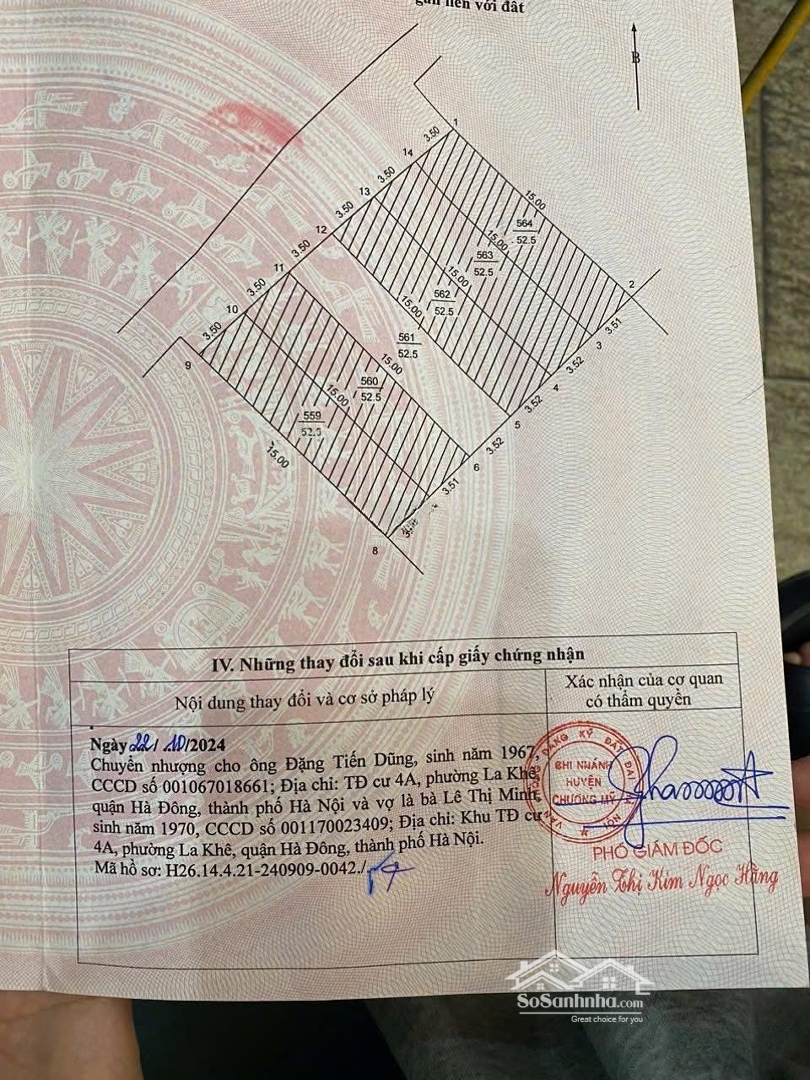 gắn liền với đất
B
1
3.50
14
3.50
13
3.50
12
3.50
11
3.50
10
3.50
9
15.00
564
52.5
15.00
563
52.5
15.00
562
52.5
15.00
561
52.5
15.00
560
52.5
15.00
559
15.00
2
3.51
3
3.52
4
3.52
5
3.52
6
3.51
8
IV. Những thay đổi sau khi cấp giấy chứng nhận
Nội dung thay đổi và cơ sở pháp lý
Xác nhận của cơ quan
có thẩm quyền
Ngày 22/ 10/2024
Chuyển nhượng cho ông Đặng Tiến Dũng, sinh năm 1967,
CCCD số 001067018661; Địa chỉ: TĐ cư 4A, phường La Khê,
quận Hà Đông, thành phố Hà Nội và vợ là bà Lê Thị Minh,
sinh năm 1970, CCCD số 001170023409; Địa chỉ: Khu TĐ cư
4A, phường La Khê, quận Hà Đông, thành phố Hà Nội.
Mã hồ sơ: H26.14.4.21-240909-0042./
CHI NHÁNH
HUYỆN
CHƯƠNG MỸ
PHÓ GIÁM ĐỐC
Nguyễn Thị Kim Ngọc Hằng
SoSanhnha.com
Great choice for you